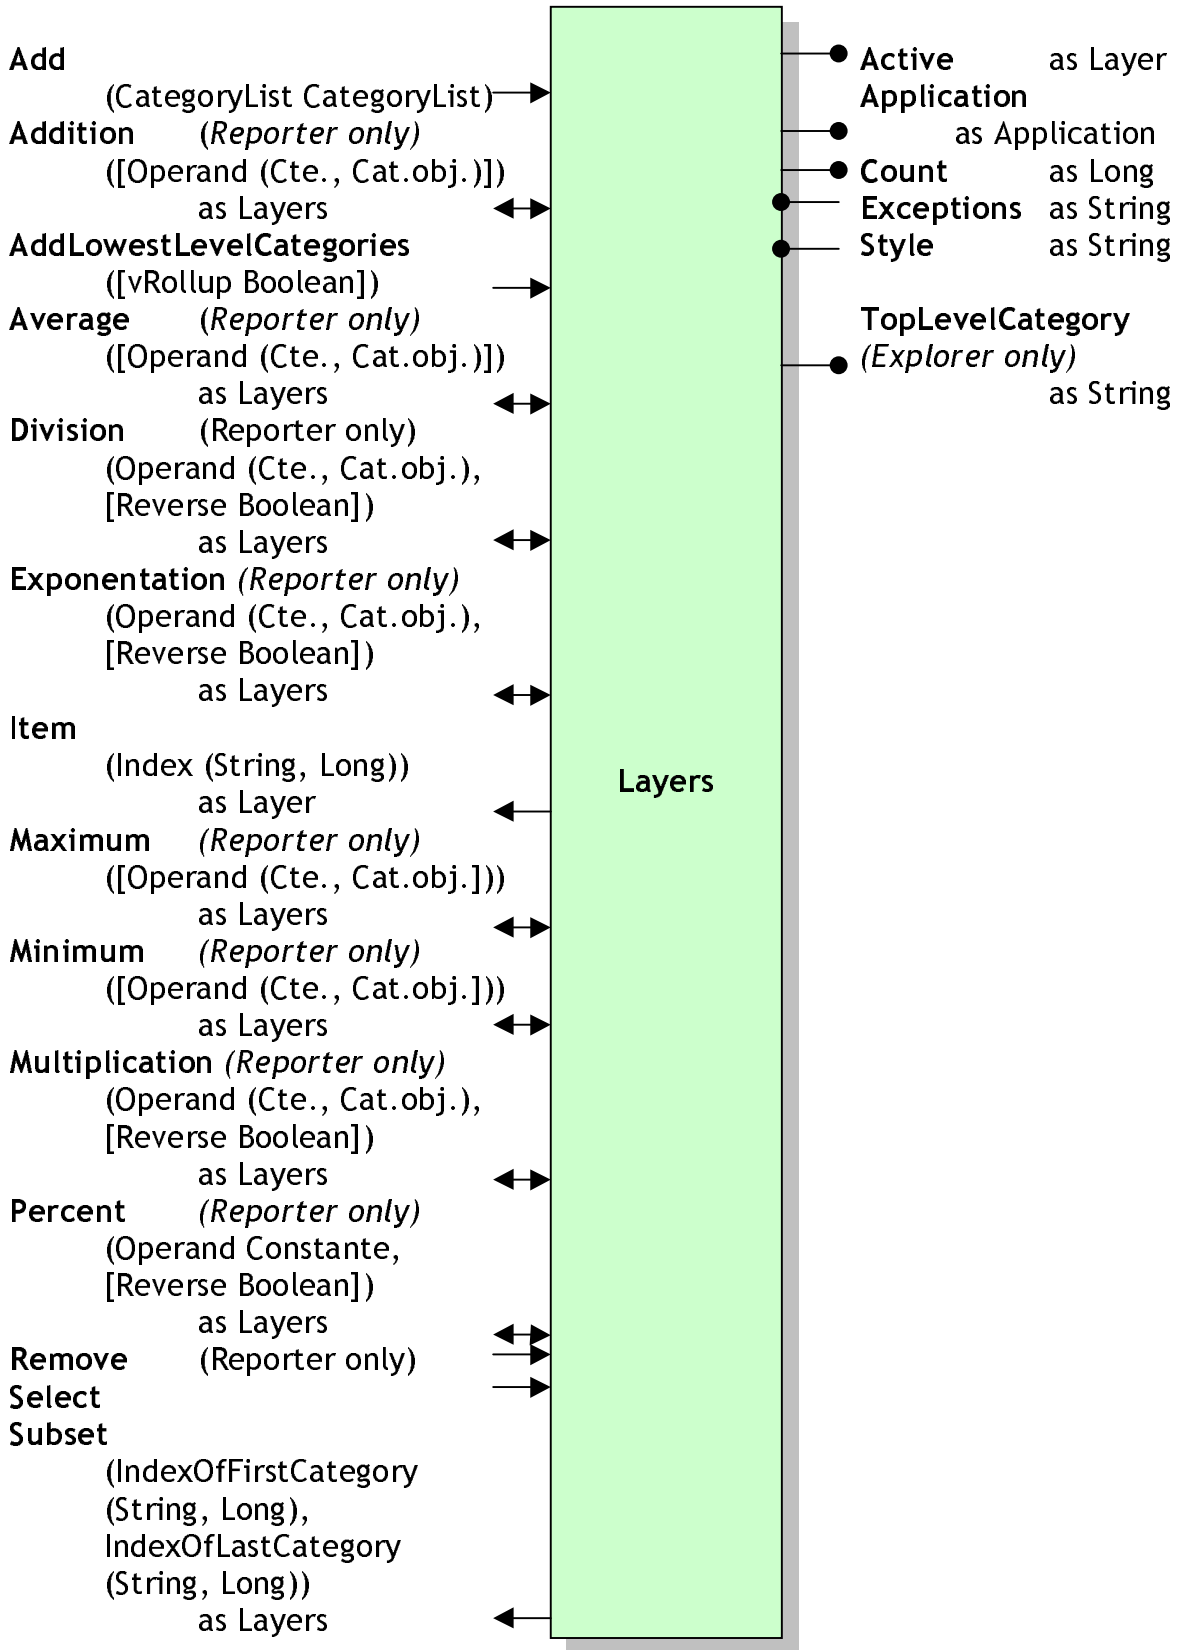 Add
(CategoryList CategoryList)
Addition (Reporter only)
([Operand (Cte., Cat.obj.)])
as Layers
AddLowestLevelCategories
([vRollup Boolean])
Average (Reporter only)
([Operand (Cte., Cat.obj.)])
as Layers
Division (Reporter only)
(Operand (Cte., Cat.obj.),
[Reverse Boolean])
as Layers
Exponentation (Reporter only)
(Operand (Cte., Cat.obj.),
[Reverse Boolean])
as Layers
Item
(Index (String, Long))
as Layer
Maximum (Reporter only)
([Operand (Cte., Cat.obj.]))
as Layers
Minimum (Reporter only)
([Operand (Cte., Cat.obj.]))
as Layers
Multiplication (Reporter only)
(Operand (Cte., Cat.obj.),
[Reverse Boolean])
as Layers
Percent (Reporter only)
(Operand Constante,
[Reverse Boolean])
as Layers
Remove (Reporter only)
Select
Subset
(IndexOfFirstCategory
(String, Long),
IndexOfLastCategory
(String, Long))
as Layers
Layers
Active as Layer
Application
as Application
Count as Long
Exceptions as String
Style as String
TopLevelCategory
(Explorer only)
as String